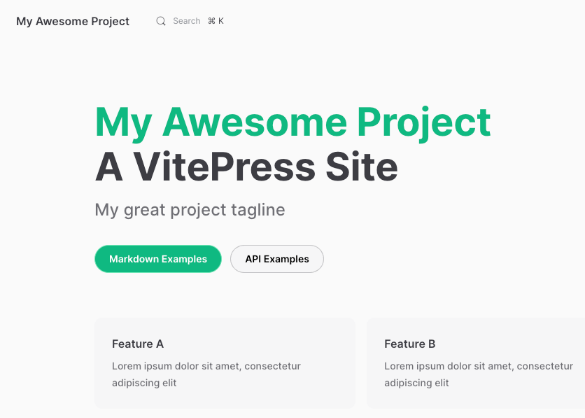 My Awesome Project
Search ⌘ K
My Awesome Project
A VitePress Site
My great project tagline
Markdown Examples
API Examples
Feature A
Lorem ipsum dolor sit amet, consectetur
adipiscing elit
Feature B
Lorem ipsum dolor sit amet, consectetur
adipiscing elit